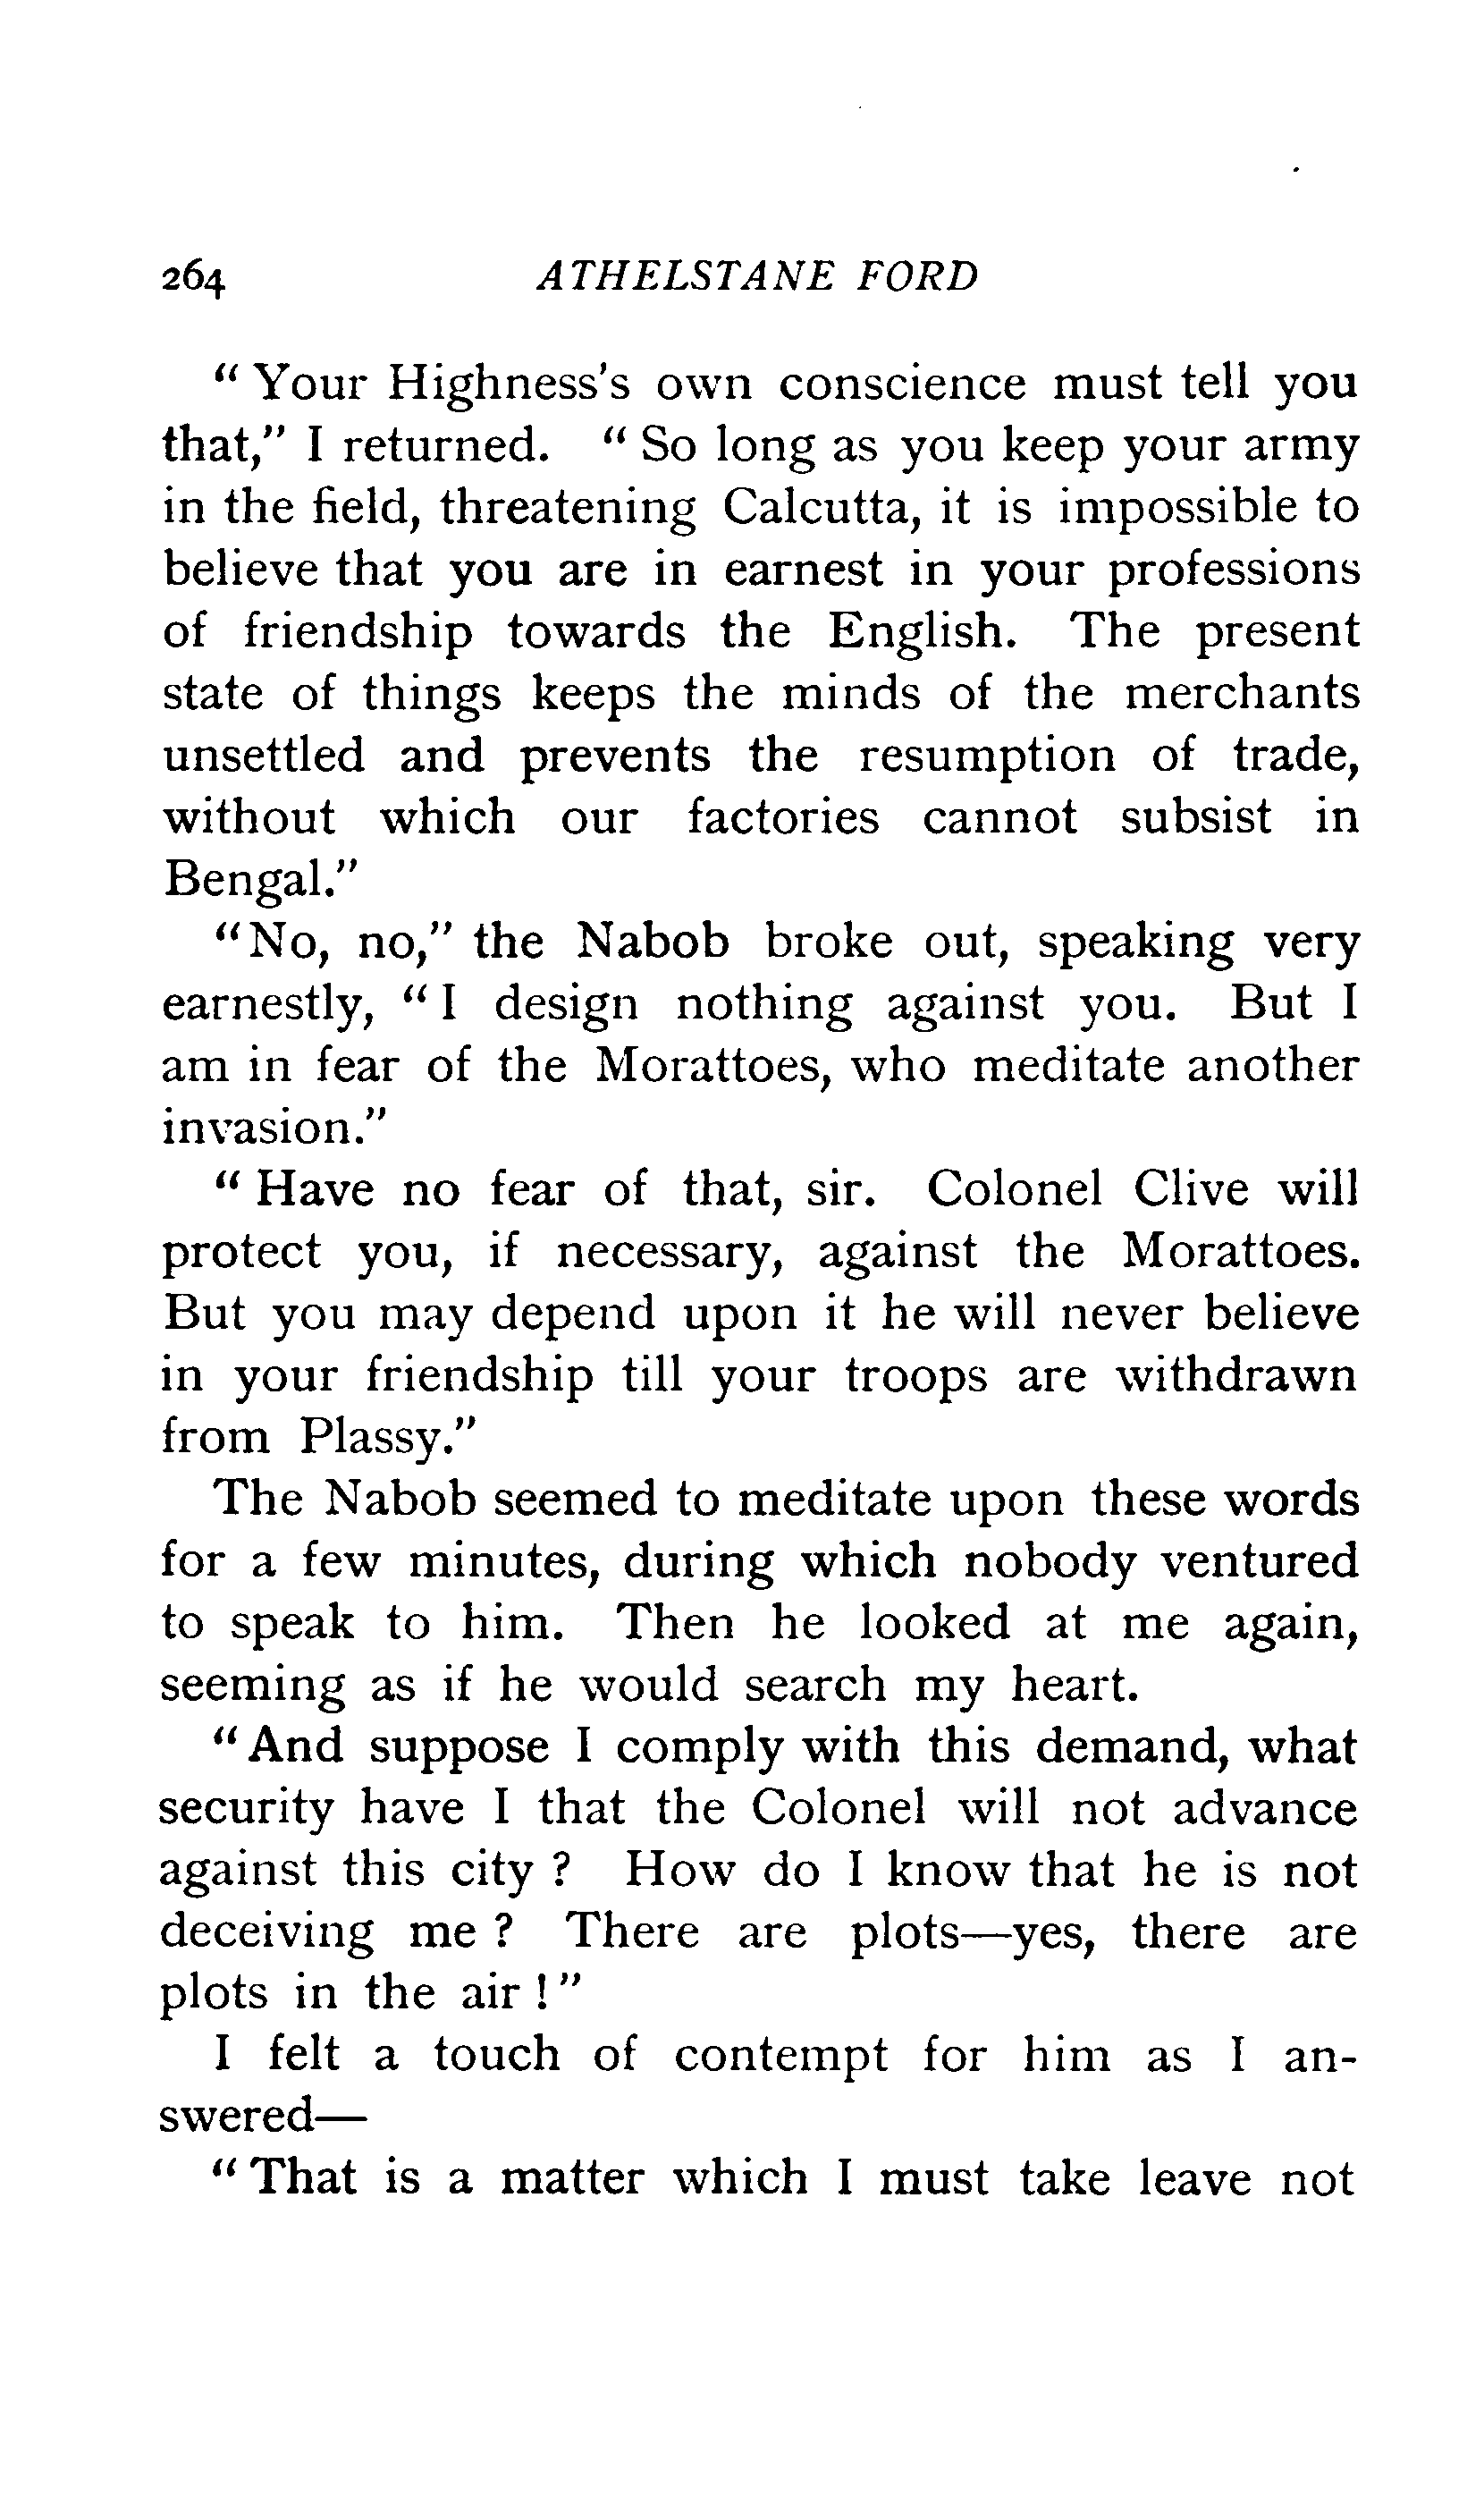 264 ATHELSTANE FORD
“ Your Highness's own conscience must tell you
that,” I returned. “ So long as you keep your army
in the field, threatening Calcutta, it is impossible to
believe that you are in earnest in your professions
of friendship towards the English. The present
state of things keeps the minds of the merchants
unsettled and prevents the resumption of trade,
without which our factories cannot subsist in
Bengal.”
“No, no,” the Nabob broke out, speaking very
earnestly, “ I design nothing against you. But I
am in fear of the Morattoes, who meditate another
invasion.”
“ Have no fear of that, sir. Colonel Clive will
protect you, if necessary, against the Morattoes.
But you may depend upon it he will never believe
in your friendship till your troops are withdrawn
from Plassy.”
The Nabob seemed to meditate upon these words
for a few minutes, during which nobody ventured
to speak to him. Then he looked at me again,
seeming as if he would search my heart.
“ And suppose I comply with this demand, what
security have I that the Colonel will not advance
against this city ? How do I know that he is not
deceiving me ? There are plots—yes, there are
plots in the air ! ”
I felt a touch of contempt for him as I an-
swered—
“ That is a matter which I must take leave not